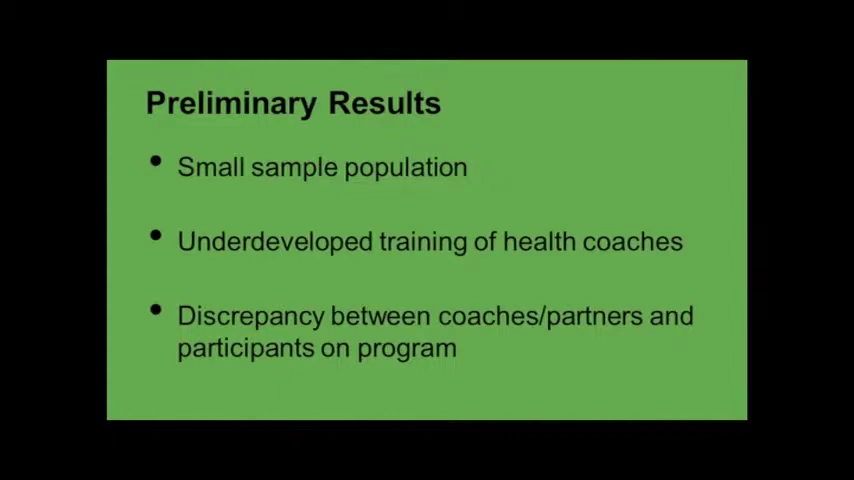 Preliminary Results
• Small sample population
• Underdeveloped training of health coaches
• Discrepancy between coaches/partners and
participants on program